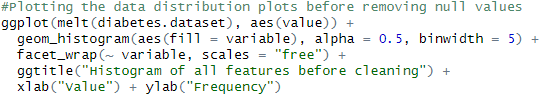 #Plotting the data distribution plots before removing null values
ggplot(melt(diabetes.dataset), aes(value)) +
  geom_histogram(aes(fill = variable), alpha = 0.5, binwidth = 5) +
  facet_wrap(~ variable, scales = "free") +
  ggtitle("Histogram of all features before cleaning") +
  xlab("Value") + ylab("Frequency")